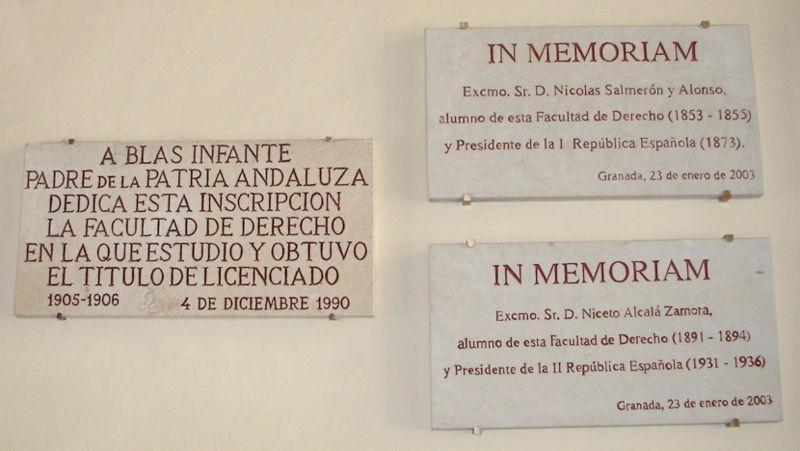 A BLAS INFANTE
PADRE DE LA PATRIA ANDALUZA
DEDICA ESTA INSCRIPCION
LA FACULTAD DE DERECHO
EN LA QUE ESTUDIO Y OBTUVO
EL TITULO DE LICENCIADO
1905-1906 4 DE DICIEMBRE 1990
IN MEMORIAM
Excmo. Sr. D. Nicolas Salmerón y Alonso,
alumno de esta Facultad de Derecho (1853 - 1855)
y Presidente de la I República Española (1873).
Granada, 23 de enero de 2003
IN MEMORIAM
Excmo. Sr. D. Niceto Alcalá Zamora,
alumno de esta Facultad de Derecho (1891 - 1894)
y Presidente de la II República Española (1931 - 1936)
Granada, 23 de enero de 2003